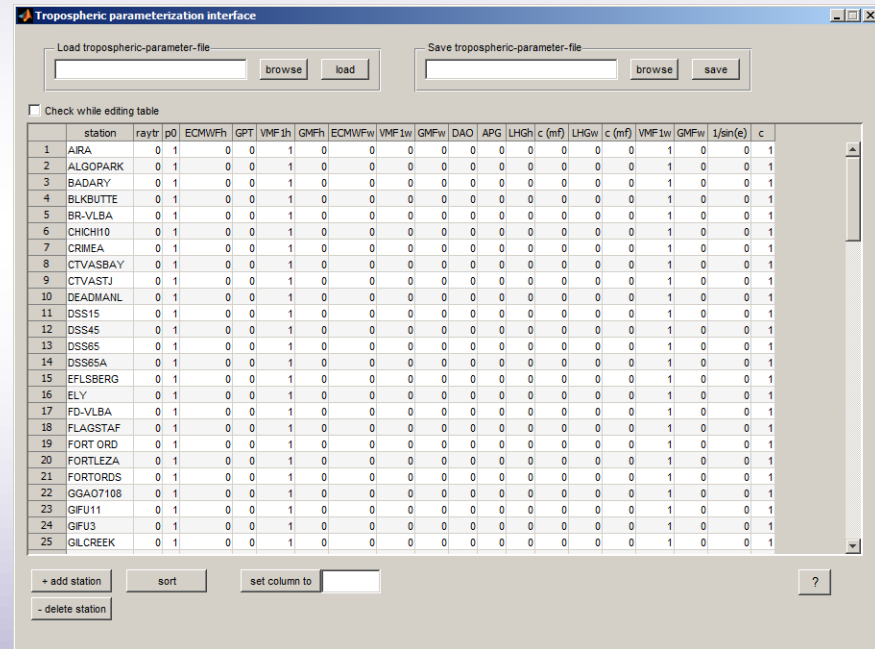 Tropospheric parameterization interface
Load tropospheric-parameter-file
browse
load
Save tropospheric-parameter-file
browse
save
Check while editing table
station raytr p0 ECMWFh GPT VMF1h GMFh ECMWFw VMF1w GMFw DAO APG LHGh c (mf) LHGw c (mf) VMF1w GMFw 1/sin(e) c
1 AIRA 0 1 0 0 1 0 0 0 0 0 0 0 0 0 0 1 0 0 1
2 ALGOPARK 0 1 0 0 1 0 0 0 0 0 0 0 0 0 0 1 0 0 1
3 BADARY 0 1 0 0 1 0 0 0 0 0 0 0 0 0 0 1 0 0 1
4 BLKBUTTE 0 1 0 0 1 0 0 0 0 0 0 0 0 0 0 1 0 0 1
5 BR-VLBA 0 1 0 0 1 0 0 0 0 0 0 0 0 0 0 1 0 0 1
6 CHICHI10 0 1 0 0 1 0 0 0 0 0 0 0 0 0 0 1 0 0 1
7 CRIMEA 0 1 0 0 1 0 0 0 0 0 0 0 0 0 0 1 0 0 1
8 CTVASBAY 0 1 0 0 1 0 0 0 0 0 0 0 0 0 0 1 0 0 1
9 CTVASTJ 0 1 0 0 1 0 0 0 0 0 0 0 0 0 0 1 0 0 1
10 DEADMANL 0 1 0 0 1 0 0 0 0 0 0 0 0 0 0 1 0 0 1
11 DSS15 0 1 0 0 1 0 0 0 0 0 0 0 0 0 0 1 0 0 1
12 DSS45 0 1 0 0 1 0 0 0 0 0 0 0 0 0 0 1 0 0 1
13 DSS65 0 1 0 0 1 0 0 0 0 0 0 0 0 0 0 1 0 0 1
14 DSS65A 0 1 0 0 1 0 0 0 0 0 0 0 0 0 0 1 0 0 1
15 EFLSBERG 0 1 0 0 1 0 0 0 0 0 0 0 0 0 0 1 0 0 1
16 ELY 0 1 0 0 1 0 0 0 0 0 0 0 0 0 0 1 0 0 1
17 FD-VLBA 0 1 0 0 1 0 0 0 0 0 0 0 0 0 0 1 0 0 1
18 FLAGSTAF 0 1 0 0 1 0 0 0 0 0 0 0 0 0 0 1 0 0 1
19 FORT ORD 0 1 0 0 1 0 0 0 0 0 0 0 0 0 0 1 0 0 1
20 FORTLEZA 0 1 0 0 1 0 0 0 0 0 0 0 0 0 0 1 0 0 1
21 FORTORDS 0 1 0 0 1 0 0 0 0 0 0 0 0 0 0 1 0 0 1
22 GGAO7108 0 1 0 0 1 0 0 0 0 0 0 0 0 0 0 1 0 0 1
23 GIFU11 0 1 0 0 1 0 0 0 0 0 0 0 0 0 0 1 0 0 1
24 GIFU3 0 1 0 0 1 0 0 0 0 0 0 0 0 0 0 1 0 0 1
25 GILCREEK 0 1 0 0 1 0 0 0 0 0 0 0 0 0 0 1 0 0 1
+ add station
sort
set column to
?
- delete station